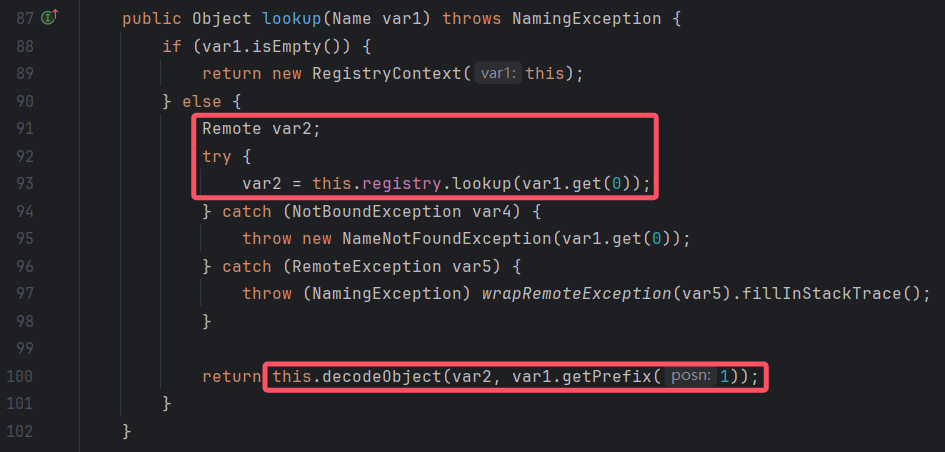 87 public Object lookup(Name var1) throws NamingException {
88 if (var1.isEmpty()) {
89 return new RegistryContext( var1: this);
90 } else {
91 Remote var2;
92 try {
93 var2 = this.registry.lookup(var1.get(0));
94 } catch (NotBoundException var4) {
95 throw new NameNotFoundException(var1.get(0));
96 } catch (RemoteException var5) {
97 throw (NamingException) wrapRemoteException(var5).fillInStackTrace();
98 }
99
100 return this.decodeObject(var2, var1.getPrefix( posn: 1));
101 }
102 }